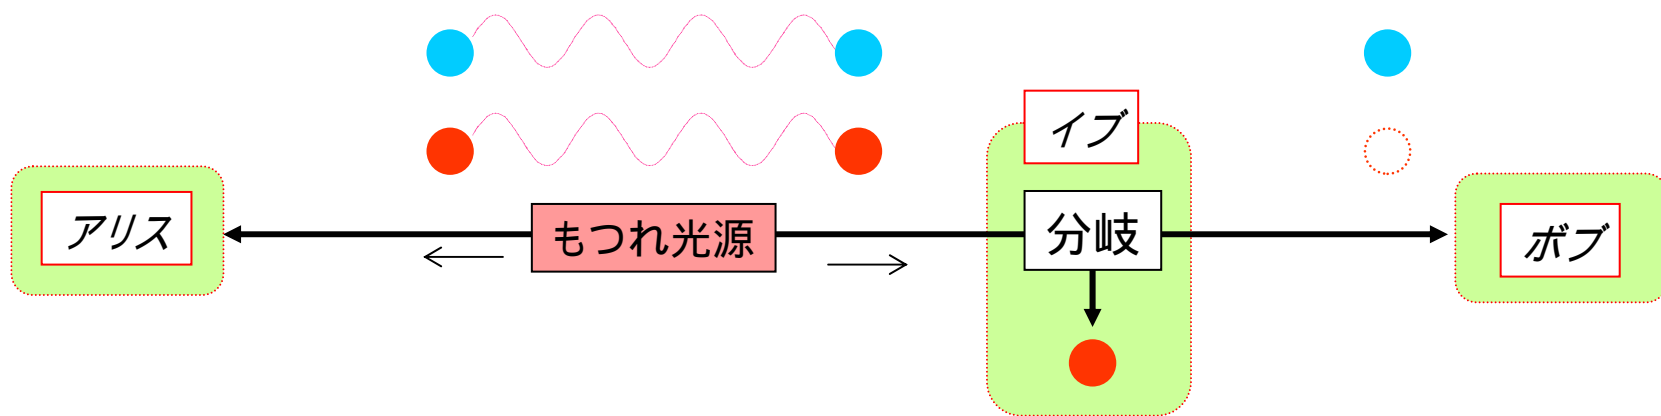 イブ
アリス
もつれ光源
分岐
ボブ